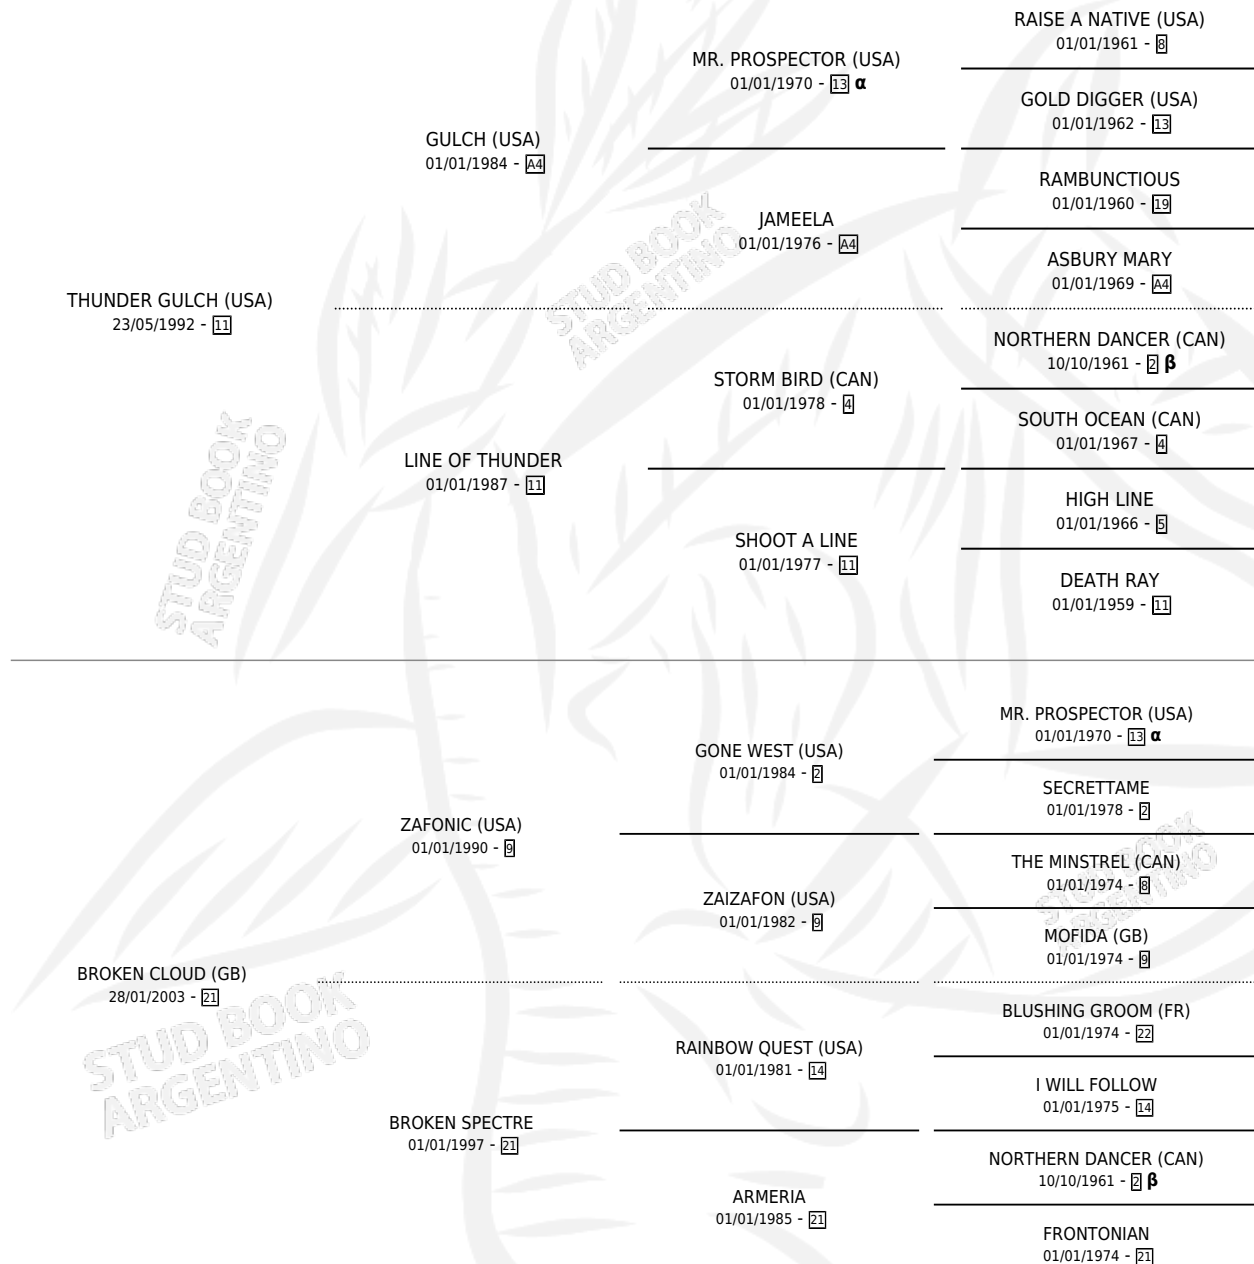 RAISE A NATIVE (USA)
01/01/1961 - 8
MR. PROSPECTOR (USA)
01/01/1970 - 13 α
GOLD DIGGER (USA)
01/01/1962 - 13
GULCH (USA)
01/01/1984 - A4
RAMBUNCTIOUS
01/01/1960 - 19
JAMEELA
01/01/1976 - A4
ASBURY MARY
01/01/1969 - A4
THUNDER GULCH (USA)
23/05/1992 - 11
NORTHERN DANCER (CAN)
10/10/1961 - 2 β
STORM BIRD (CAN)
01/01/1978 - 4
SOUTH OCEAN (CAN)
01/01/1967 - 4
LINE OF THUNDER
01/01/1987 - 11
HIGH LINE
01/01/1966 - 5
SHOOT A LINE
01/01/1977 - 11
DEATH RAY
01/01/1959 - 11
MR. PROSPECTOR (USA)
01/01/1970 - 13 α
GONE WEST (USA)
01/01/1984 - 2
SECRETTAME
01/01/1978 - 2
ZAFONIC (USA)
01/01/1990 - 9
THE MINSTREL (CAN)
01/01/1974 - 8
ZAIZAFON (USA)
01/01/1982 - 9
MOFIDA (GB)
01/01/1974 - 9
BROKEN CLOUD (GB)
28/01/2003 - 21
BLUSHING GROOM (FR)
01/01/1974 - 22
RAINBOW QUEST (USA)
01/01/1981 - 14
I WILL FOLLOW
01/01/1975 - 14
BROKEN SPECTRE
01/01/1997 - 21
NORTHERN DANCER (CAN)
10/10/1961 - 2 β
ARMERIA
01/01/1985 - 21
FRONTONIAN
01/01/1974 - 21
STUD BOOK
ARGENTINO
STUD BOOK
ARGENTINO
STUD BOOK
ARGENTINO
STUD BOOK
ARGENTINO